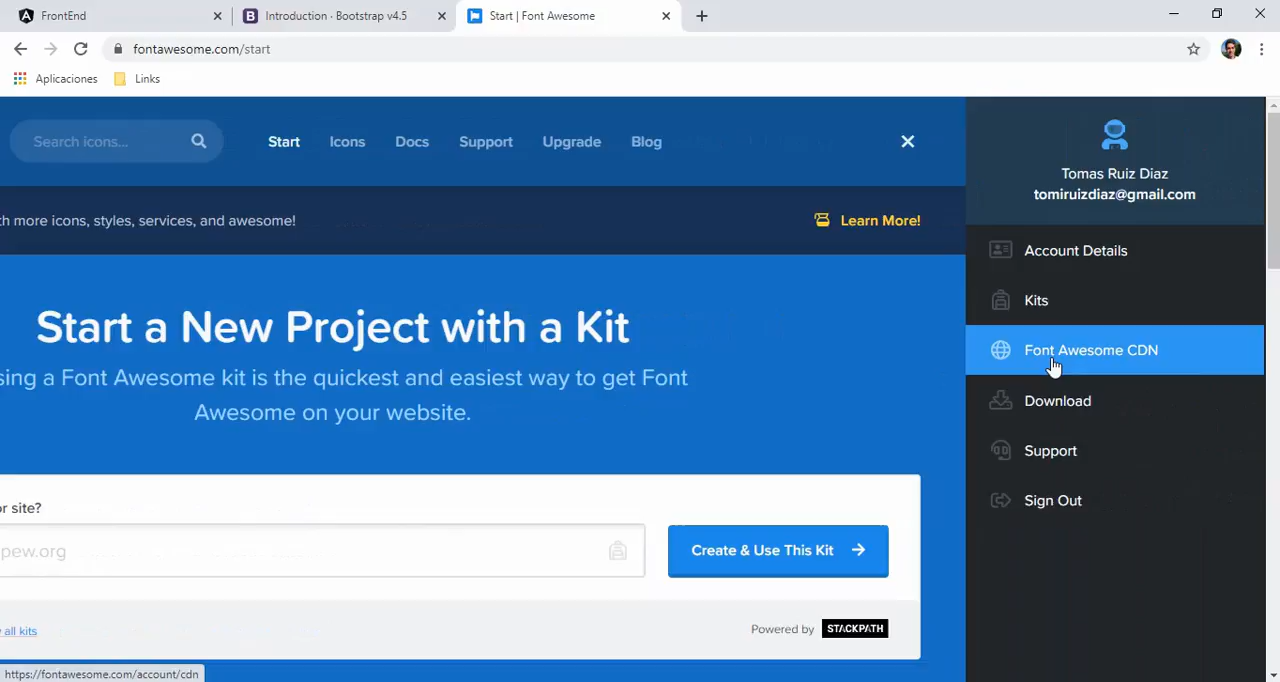 FrontEnd
Introduction · Bootstrap v4.5
Start | Font Awesome
fontawesome.com/start
Aplicaciones
Links
Search icons...
Start
Icons
Docs
Support
Upgrade
Blog
th more icons, styles, services, and awesome!
Learn More!
Start a New Project with a Kit
sing a Font Awesome kit is the quickest and easiest way to get Font
Awesome on your website.
or site?
pew.org
Create & Use This Kit
all kits
Powered by STACKPATH
Tomas Ruiz Diaz
tomiruizdiaz@gmail.com
Account Details
Kits
Font Awesome CDN
Download
Support
Sign Out
https://fontawesome.com/account/cdn